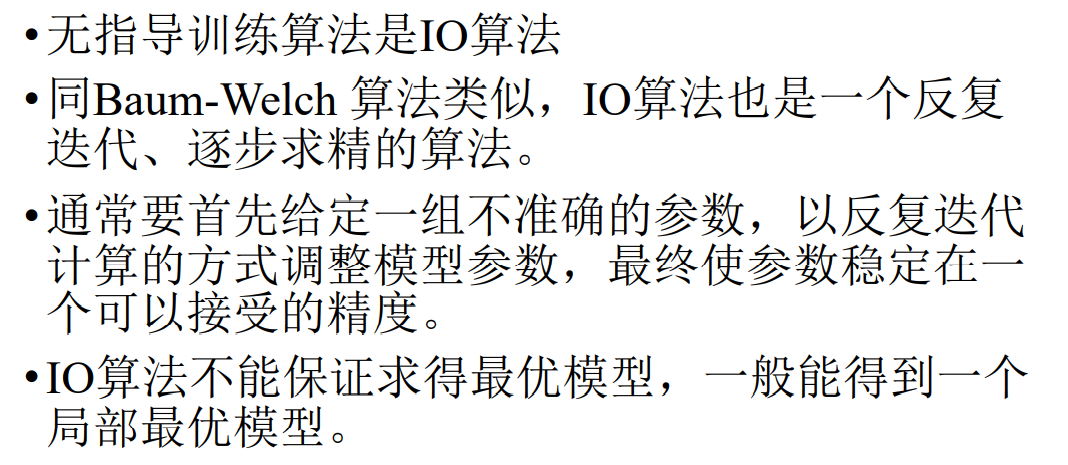 •无指导训练算法是IO算法
•同Baum-Welch 算法类似，IO算法也是一个反复
迭代、逐步求精的算法。
•通常要首先给定一组不准确的参数，以反复迭代
计算的方式调整模型参数，最终使参数稳定在一
个可以接受的精度。
•IO算法不能保证求得最优模型，一般能得到一个
局部最优模型。